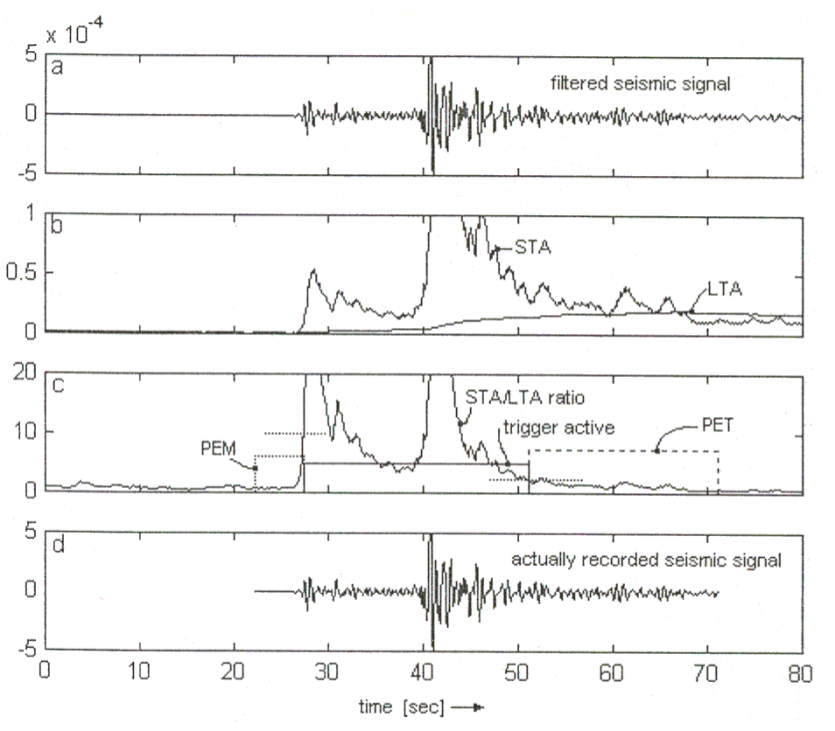 x 10-4
5
a
filtered seismic signal
0
-5
1
b
STA
0.5
LTA
0
20
c
STA/LTA ratio
trigger active
PET
10
PEM
0
5
d
actually recorded seismic signal
0
-5
0 10 20 30 40 50 60 70 80
time [sec]